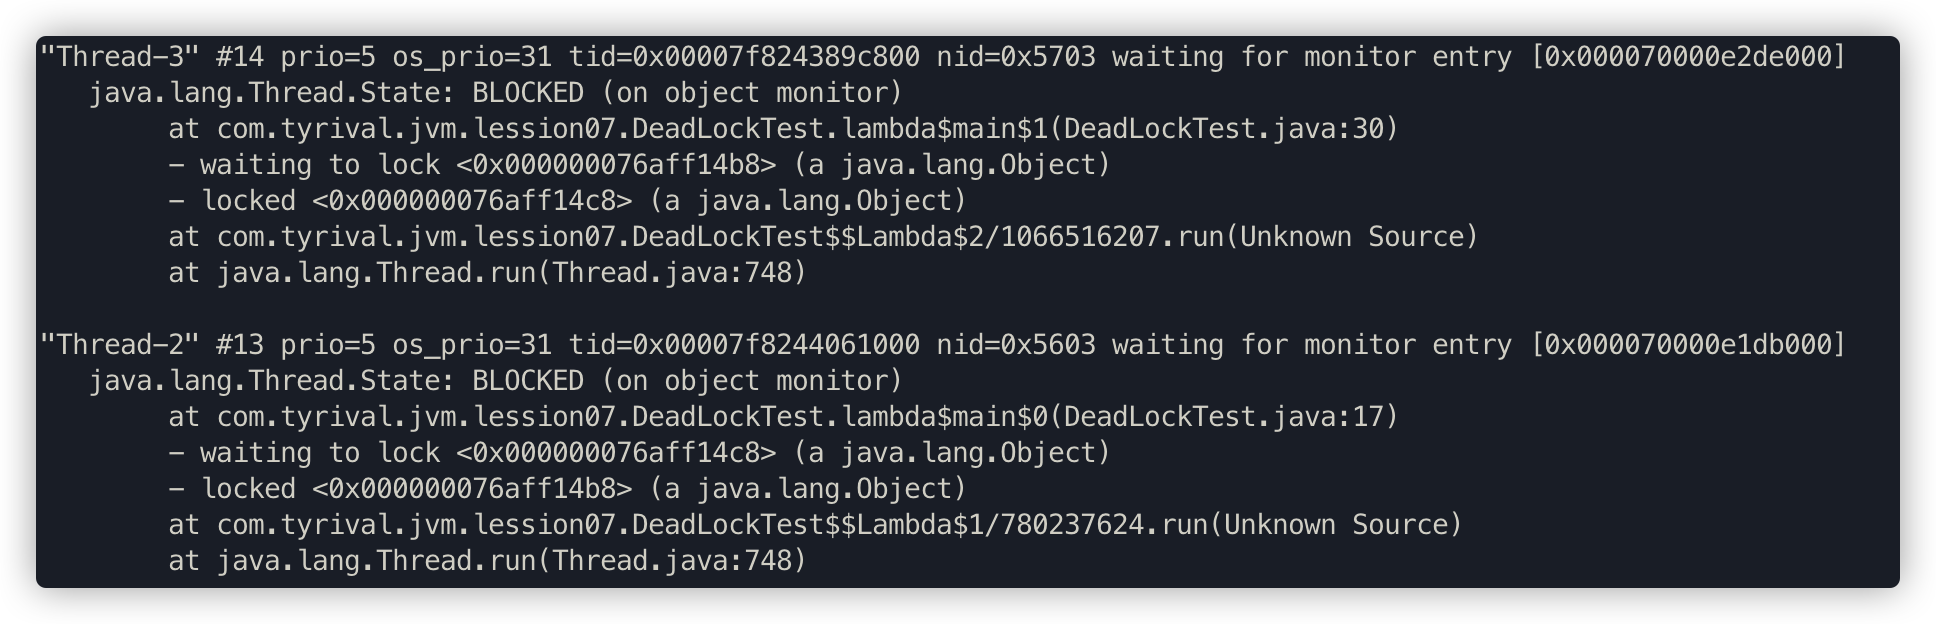 "Thread-3" #14 prio=5 os_prio=31 tid=0x00007f824389c800 nid=0x5703 waiting for monitor entry [0x000070000e2de000]
   java.lang.Thread.State: BLOCKED (on object monitor)
        at com.tyrival.jvm.lession07.DeadLockTest.lambda$main$1(DeadLockTest.java:30)
        - waiting to lock <0x000000076aff14b8> (a java.lang.Object)
        - locked <0x000000076aff14c8> (a java.lang.Object)
        at com.tyrival.jvm.lession07.DeadLockTest$$Lambda$2/1066516207.run(Unknown Source)
        at java.lang.Thread.run(Thread.java:748)

"Thread-2" #13 prio=5 os_prio=31 tid=0x00007f8244061000 nid=0x5603 waiting for monitor entry [0x000070000e1db000]
   java.lang.Thread.State: BLOCKED (on object monitor)
        at com.tyrival.jvm.lession07.DeadLockTest.lambda$main$0(DeadLockTest.java:17)
        - waiting to lock <0x000000076aff14c8> (a java.lang.Object)
        - locked <0x000000076aff14b8> (a java.lang.Object)
        at com.tyrival.jvm.lession07.DeadLockTest$$Lambda$1/780237624.run(Unknown Source)
        at java.lang.Thread.run(Thread.java:748)